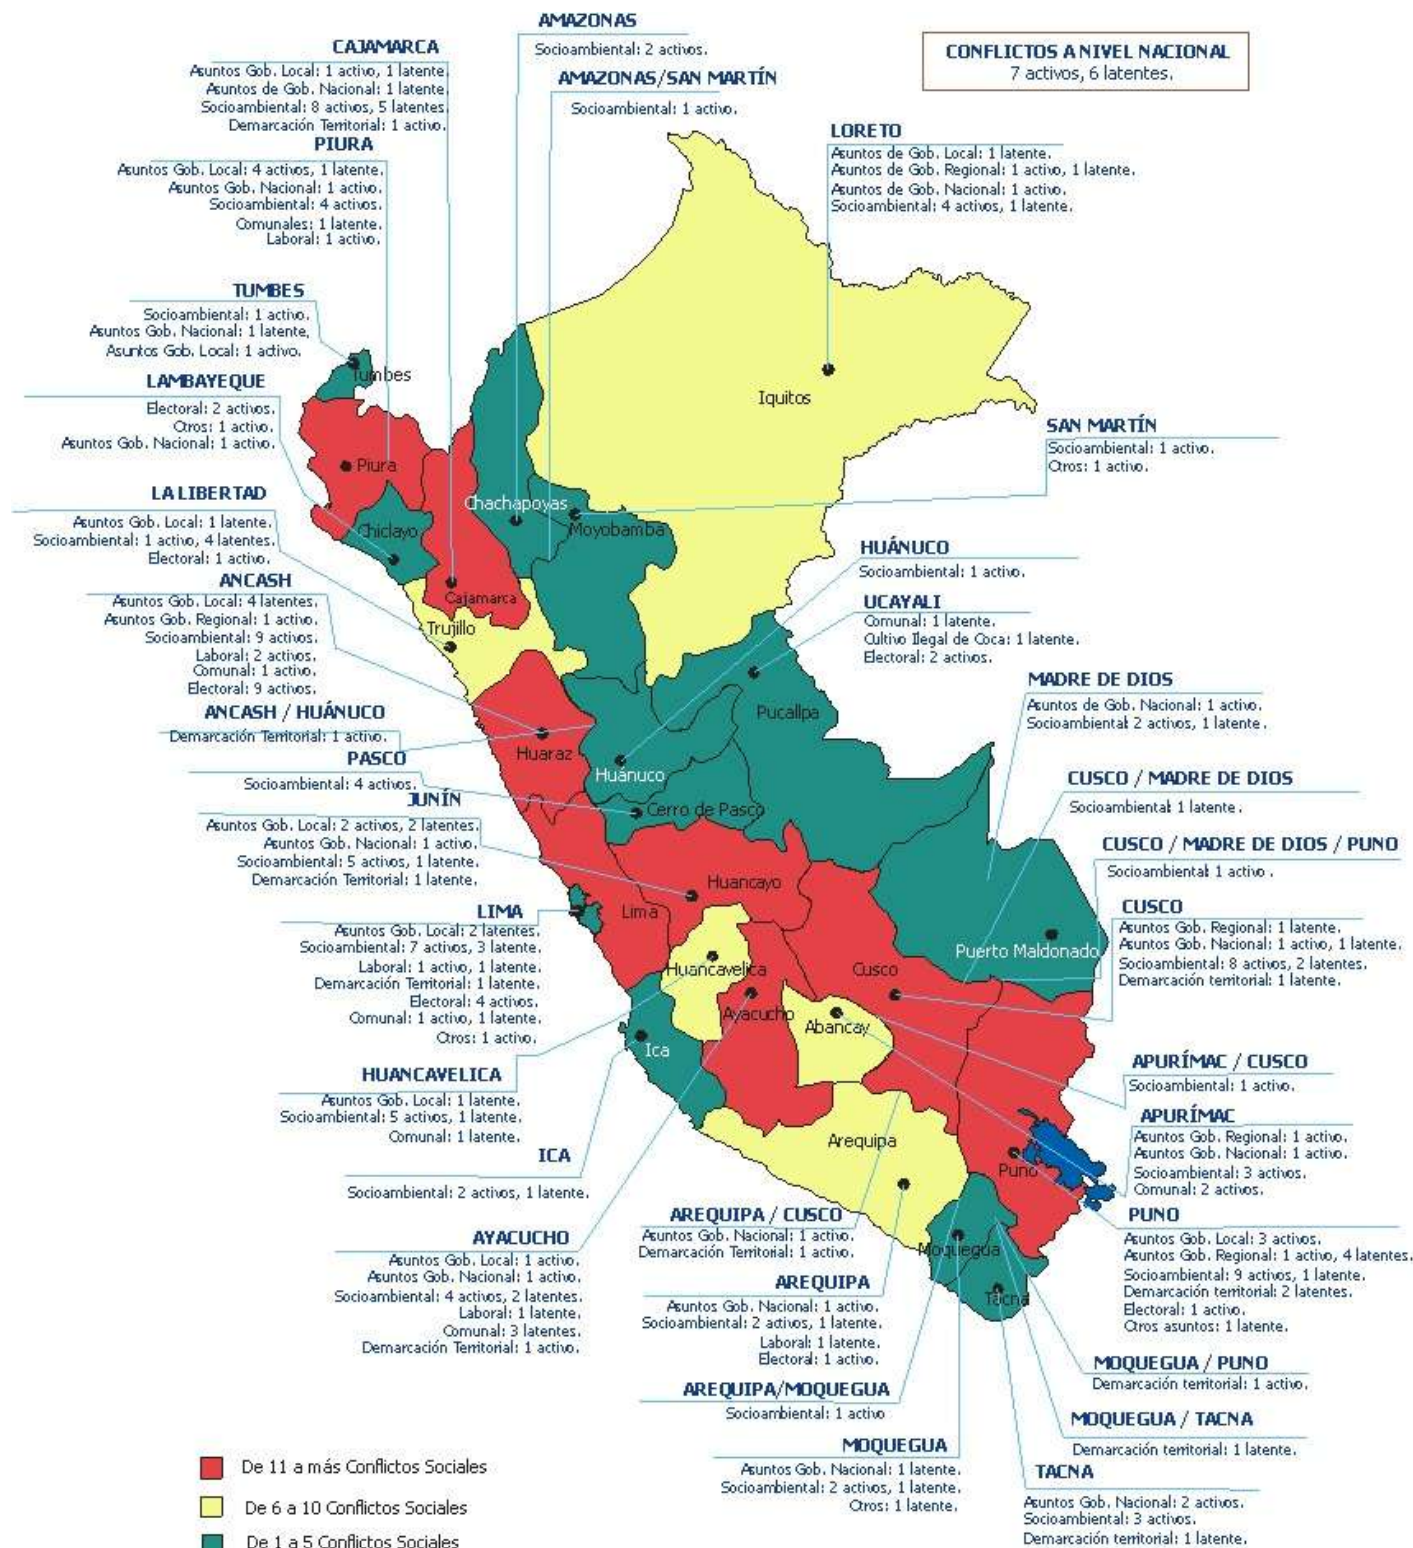 AMAZONAS
Socioambiental: 2 activos.
CAJAMARCA
Asuntos Gob. Local: 1 activo, 1 latente.
Asuntos de Gob. Nacional: 1 latente.
Socioambiental: 8 activos, 5 latentes.
Demarcación Territorial: 1 activo.
AMAZONAS/SAN MARTÍN
Socioambiental: 1 activo.
CONFLICTOS A NIVEL NACIONAL
7 activos, 6 latentes.
PIURA
Asuntos Gob. Local: 4 activos, 1 latente.
Asuntos Gob. Nacional: 1 activo.
Socioambiental: 4 activos.
Comunales: 1 latente.
Laboral: 1 activo.
LORETO
Asuntos de Gob. Local: 1 latente.
Asuntos de Gob. Regional: 1 activo, 1 latente.
Asuntos de Gob. Nacional: 1 activo.
Socioambiental: 4 activos, 1 latente.
TUMBES
Socioambiental: 1 activo.
Asuntos Gob. Nacional: 1 latente.
Asuntos Gob. Local: 1 activo.
Tumbes
LAMBAYEQUE
Electoral: 2 activos.
Otros: 1 activo.
Asuntos Gob. Nacional: 1 activo.
Iquitos
SAN MARTÍN
Socioambiental: 1 activo.
Otros: 1 activo.
Piura
Chiclayo
Chachapoyas
Moyobamba
LA LIBERTAD
Asuntos Gob. Local: 1 latente.
Socioambiental: 1 activo, 4 latentes.
Electoral: 1 activo.
HUÁNUCO
Socioambiental: 1 activo.
ANCASH
Asuntos Gob. Local: 4 latentes.
Asuntos Gob. Regional: 1 activo.
Socioambiental: 9 activos.
Laboral: 2 activos.
Comunal: 1 activo.
Electoral: 9 activos.
Cajamarca
Trujillo
UCAYALI
Comunal: 1 latente.
Cultivo Ilegal de Coca: 1 latente.
Electoral: 2 activos.
ANCASH / HUÁNUCO
Demarcación Territorial: 1 activo.
Pucallpa
MADRE DE DIOS
Asuntos de Gob. Nacional: 1 activo.
Socioambiental: 2 activos, 1 latente.
Huaraz
Huánuco
PASCO
Socioambiental: 4 activos.
Cerro de Pasco
CUSCO / MADRE DE DIOS
Socioambiental: 1 latente.
JUNÍN
Asuntos Gob. Local: 2 activos, 2 latentes.
Asuntos Gob. Nacional: 1 activo.
Socioambiental: 5 activos, 1 latente.
Demarcación Territorial: 1 latente.
CUSCO / MADRE DE DIOS / PUNO
Socioambiental: 1 activo.
Huancayo
Lima
LIMA
Asuntos Gob. Local: 2 latentes.
Socioambiental: 7 activos, 3 latente.
Laboral: 1 activo, 1 latente.
Demarcación Territorial: 1 latente.
Electoral: 4 activos.
Comunal: 1 activo, 1 latente.
Otros: 1 activo.
CUSCO
Asuntos Gob. Regional: 1 latente.
Asuntos Gob. Nacional: 1 activo, 1 latente.
Socioambiental: 8 activos, 2 latentes.
Demarcación territorial: 1 latente.
Puerto Maldonado
Huancavelica
Cusco
Ayacucho
Abancay
Ica
HUANCAVELICA
Asuntos Gob. Local: 1 latente.
Socioambiental: 5 activos, 1 latente.
Comunal: 1 latente.
APURÍMAC / CUSCO
Socioambiental: 1 activo.
APURÍMAC
Asuntos Gob. Regional: 1 activo.
Asuntos Gob. Nacional: 1 activo.
Socioambiental: 3 activos.
Comunal: 2 activos.
Arequipa
Puno
ICA
Socioambiental: 2 activos, 1 latente.
AREQUIPA / CUSCO
Asuntos Gob. Nacional: 1 activo.
Demarcación Territorial: 1 activo.
PUNO
Asuntos Gob. Local: 3 activos.
Asuntos Gob. Regional: 1 activo, 4 latentes.
Socioambiental: 9 activos, 1 latente.
Demarcación territorial: 2 latentes.
Electoral: 1 activo.
Otros asuntos: 1 latente.
AYACUCHO
Asuntos Gob. Local: 1 activo.
Asuntos Gob. Nacional: 1 activo.
Socioambiental: 4 activos, 2 latentes.
Laboral: 1 latente.
Comunal: 3 latentes.
Demarcación Territorial: 1 activo.
Moquegua
Tacna
AREQUIPA
Asuntos Gob. Nacional: 1 activo.
Socioambiental: 2 activos, 1 latente.
Laboral: 1 latente.
Electoral: 1 activo.
MOQUEGUA / PUNO
Demarcación territorial: 1 activo.
AREQUIPA/MOQUEGUA
Socioambiental: 1 activo
MOQUEGUA / TACNA
Demarcación territorial: 1 latente.
MOQUEGUA
Asuntos Gob. Nacional: 1 latente.
Socioambiental: 2 activos, 1 latente.
Otros: 1 latente.
TACNA
Asuntos Gob. Nacional: 2 activos.
Socioambiental: 3 activos.
Demarcación territorial: 1 latente.
De 11 a más Conflictos Sociales
De 6 a 10 Conflictos Sociales
De 1 a 5 Conflictos Sociales